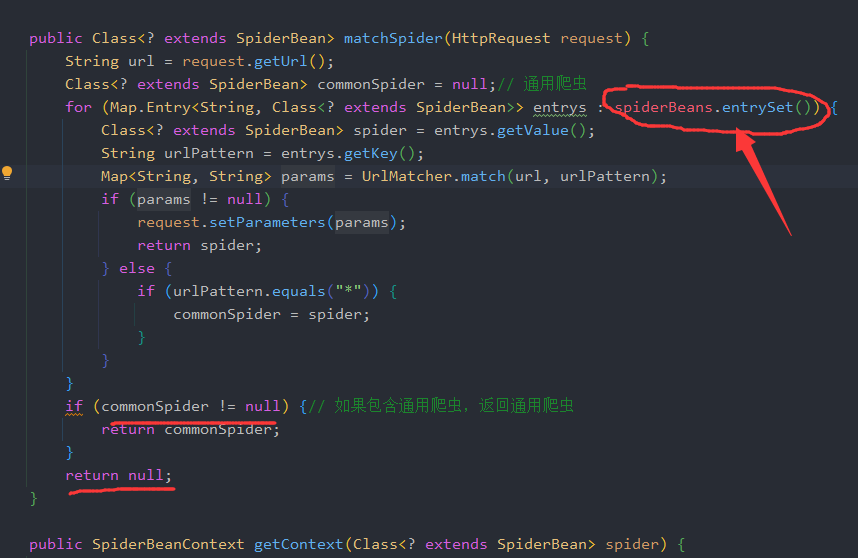 public Class<? extends SpiderBean> matchSpider(HttpRequest request) {
String url = request.getUrl();
Class<? extends SpiderBean> commonSpider = null;// 通用爬虫
for (Map.Entry<String, Class<? extends SpiderBean>> entrys : spiderBeans.entrySet()) {
Class<? extends SpiderBean> spider = entrys.getValue();
String urlPattern = entrys.getKey();
Map<String, String> params = UrlMatcher.match(url, urlPattern);
if (params != null) {
request.setParameters(params);
return spider;
} else {
if (urlPattern.equals("*")) {
commonSpider = spider;
}
}
}
if (commonSpider != null) {// 如果包含通用爬虫，返回通用爬虫
return commonSpider;
}
return null;
}
public SpiderBeanContext getContext(Class<? extends SpiderBean> spider) {